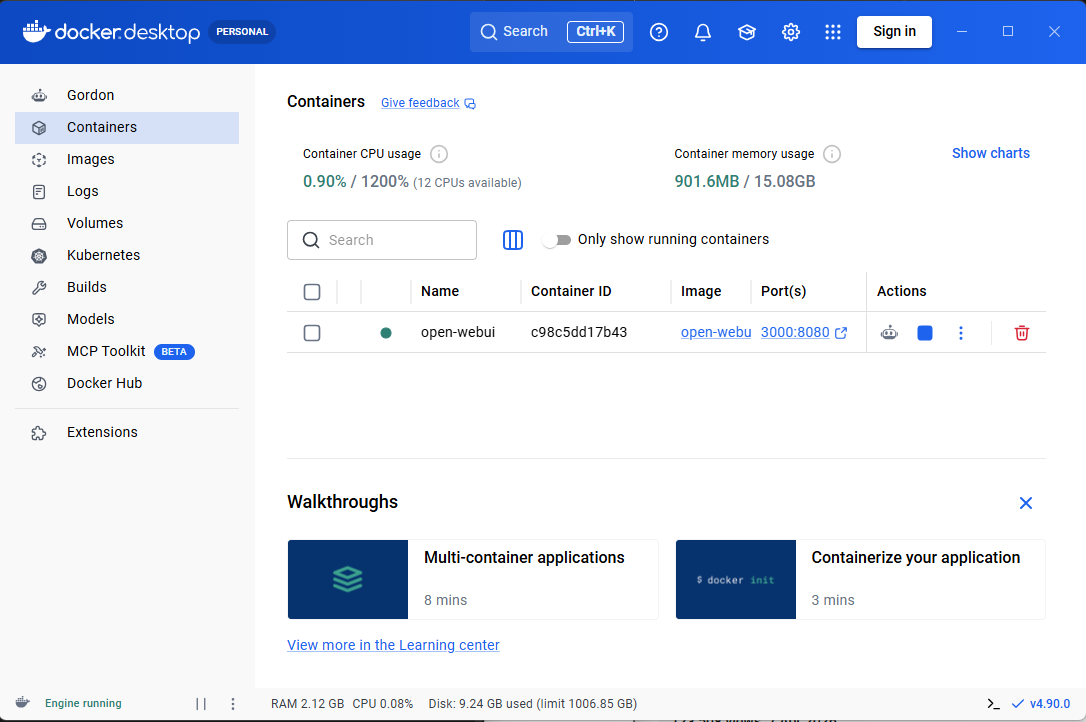 docker.desktop PERSONAL Search Ctrl+K Sign in
Gordon
Containers
Images
Logs
Volumes
Kubernetes
Builds
Models
MCP Toolkit BETA
Docker Hub
Extensions
Containers Give feedback
Container CPU usage
0.90% / 1200% (12 CPUs available)
Container memory usage
901.6MB / 15.08GB
Show charts
Search
Only show running containers
Name Container ID Image Port(s) Actions
open-webui c98c5dd17b43 open-webu 3000:8080
Walkthroughs
Multi-container applications
8 mins
$ docker init
Containerize your application
3 mins
View more in the Learning center
Engine running RAM 2.12 GB CPU 0.08% Disk: 9.24 GB used (limit 1006.85 GB) v4.90.0